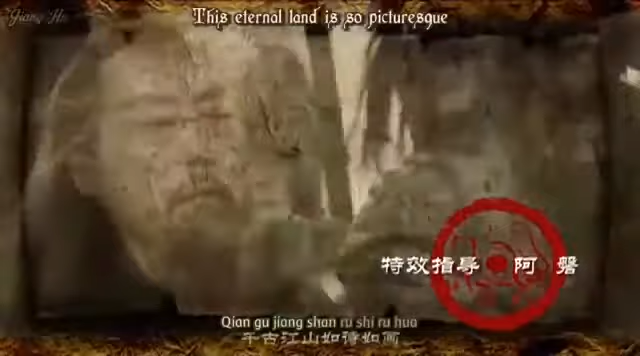 This eternal land is so picturesque
特效指导 阿 磐
Qian gu jiang shan ru shi ru hua
千古江山如诗如画